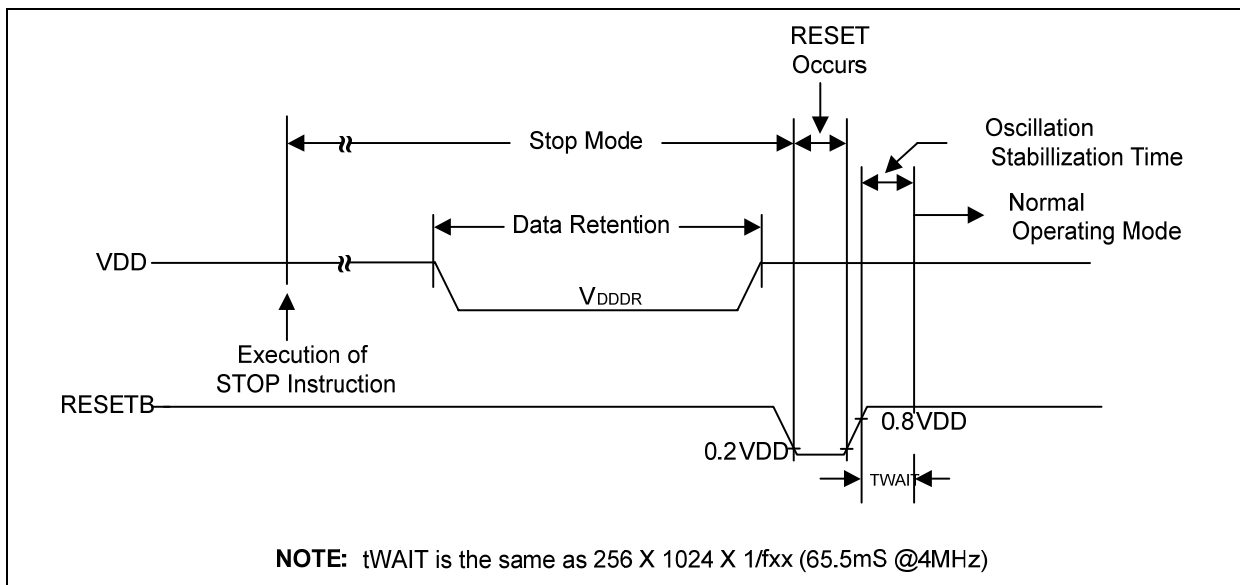 RESET
Occurs
Stop Mode
Oscillation
Stabillization Time
Normal
Operating Mode
Data Retention
VDD
VDDDR
Execution of
STOP Instruction
RESETB
0.8VDD
0.2VDD
TWAIT
NOTE: tWAIT is the same as 256 X 1024 X 1/fxx (65.5mS @4MHz)